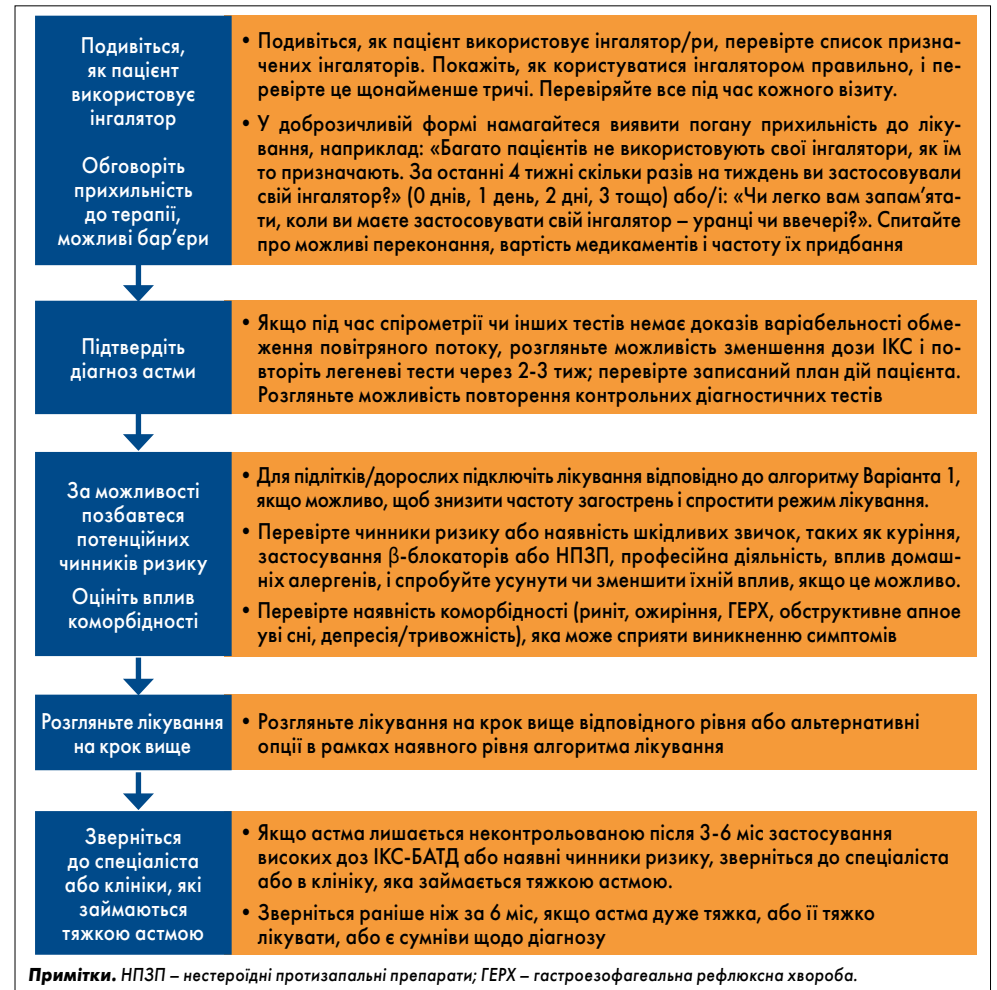 Подивіться,
як пацієнт
використовує
інгалятор
Обговоріть
прихильність
до терапії,
можливі бар’єри
• Подивіться, як пацієнт використовує інгалятор/ри, перевірте список призна-
чених інгаляторів. Покажіть, як користуватися інгалятором правильно, і пе-
ревірте це щонайменше тричі. Перевіряйте все під час кожного візиту.
• У доброзичливій формі намагайтеся виявити погану прихильність до ліку-
вання, наприклад: «Багато пацієнтів не використовують свої інгалятори, як їм
то призначають. За останні 4 тижні скільки разів на тиждень ви застосовували
свій інгалятор?» (0 днів, 1 день, 2 дні, 3 тощо) або/і: «Чи легко вам запам’ята-
ти, коли ви маєте застосовувати свій інгалятор – уранці чи ввечері?». Спитайте
про можливі переконання, вартість медикаментів і частоту їх придбання
Підтвердіть
діагноз астми
• Якщо під час спірометрії чи інших тестів немає доказів варіабельності обме-
ження повітряного потоку, розгляньте можливість зменшення дози ІКС і по-
вторіть легеневі тести через 2-3 тиж; перевірте записаний план дій пацієнта.
Розгляньте можливість повторення контрольних діагностичних тестів
За можливості
позбавтеся
потенційних
чинників ризику
Оцініть вплив
коморбідності
• Для підлітків/дорослих підключіть лікування відповідно до алгоритму Варіанта 1,
якщо можливо, щоб знизити частоту загострень і спростити режим лікування.
• Перевірте чинники ризику або наявність шкідливих звичок, таких як куріння,
застосування β-блокаторів або НПЗП, професійна діяльність, вплив домаш-
ніх алергенів, і спробуйте усунути чи зменшити їхній вплив, якщо це можливо.
• Перевірте наявність коморбідності (риніт, ожиріння, ГЕРХ, обструктивне апное
уві сні, депресія/тривожність), яка може сприяти виникненню симптомів
Розгляньте лікування
на крок вище
• Розгляньте лікування на крок вище відповідного рівня або альтернативні
опції в рамках наявного рівня алгоритма лікування
Зверніться
до спеціаліста
або клініки, які
займаються
тяжкою астмою
• Якщо астма лишається неконтрольованою після 3-6 міс застосування
високих доз ІКС-БАТД або наявні чинники ризику, зверніться до спеціаліста
або в клініку, яка займається тяжкою астмою.
• Зверніться раніше ніж за 6 міс, якщо астма дуже тяжка, або її тяжко
лікувати, або є сумніви щодо діагнозу
Примітки. НПЗП – нестероїдні протизапальні препарати; ГЕРХ – гастроезофагеальна рефлюксна хвороба.